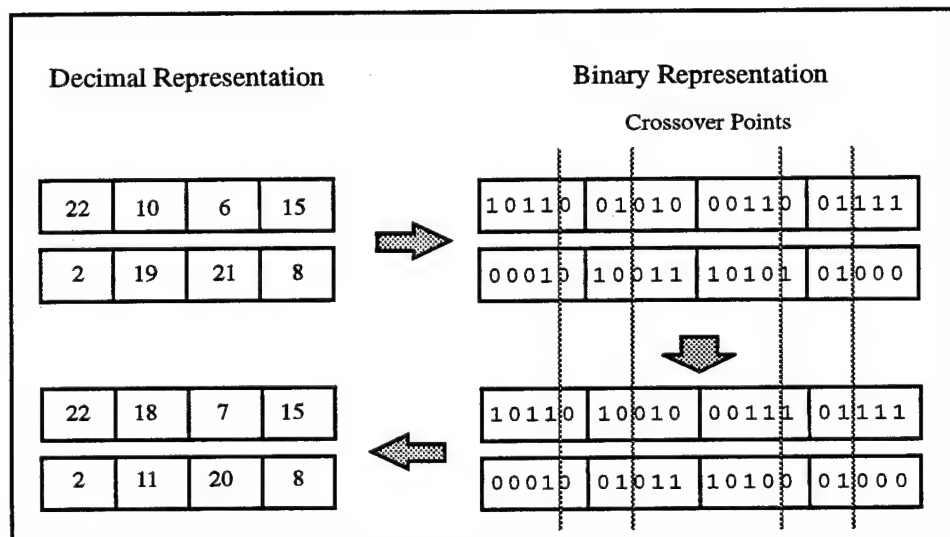 Decimal Representation
Binary Representation
Crossover Points
22 10 6 15
10110 01010 00110 01111
2 19 21 8
00010 10011 10101 01000
22 18 7 15
10110 10010 00111 01111
2 11 20 8
00010 01011 10100 01000